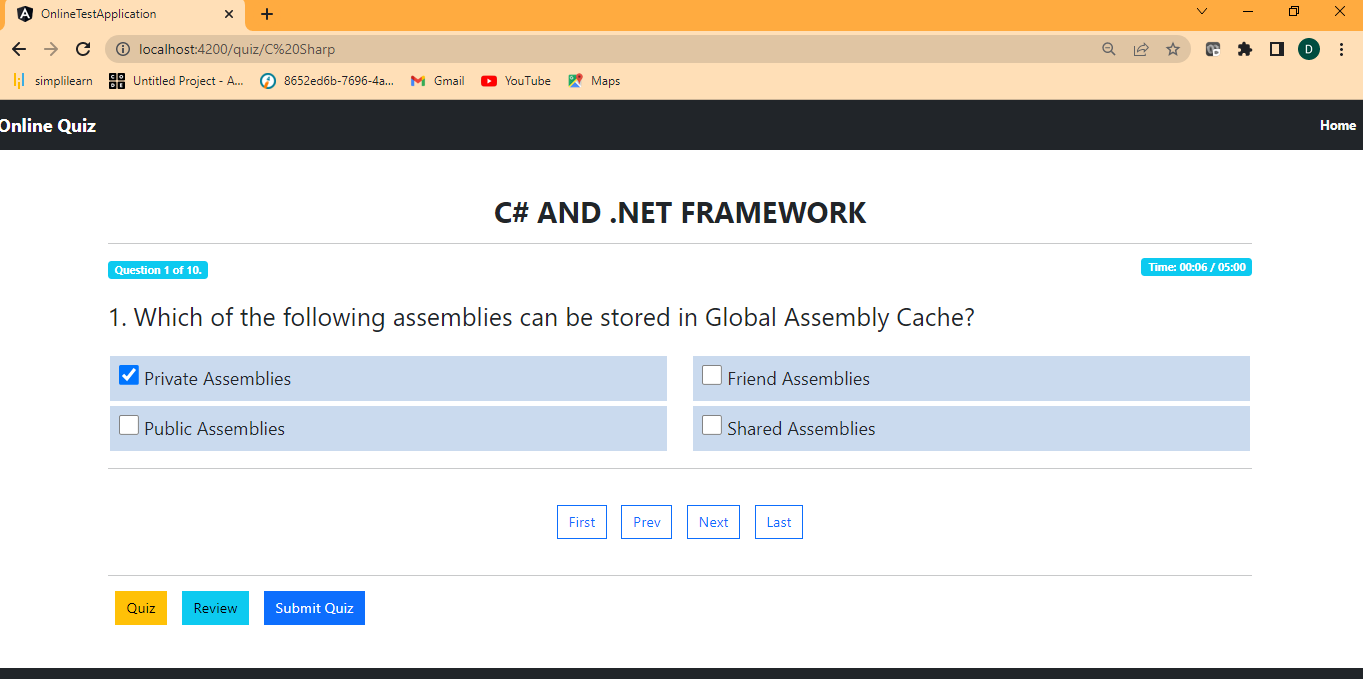 OnlineTestApplication
localhost:4200/quiz/C%20Sharp
D
simplilearn
CODE
Untitled Project - A...
8652ed6b-7696-4a...
Gmail
YouTube
Maps
Online Quiz
Home
C# AND .NET FRAMEWORK
Question 1 of 10.
Time: 00:06 / 05:00
1. Which of the following assemblies can be stored in Global Assembly Cache?
Private Assemblies
Friend Assemblies
Public Assemblies
Shared Assemblies
First
Prev
Next
Last
Quiz
Review
Submit Quiz